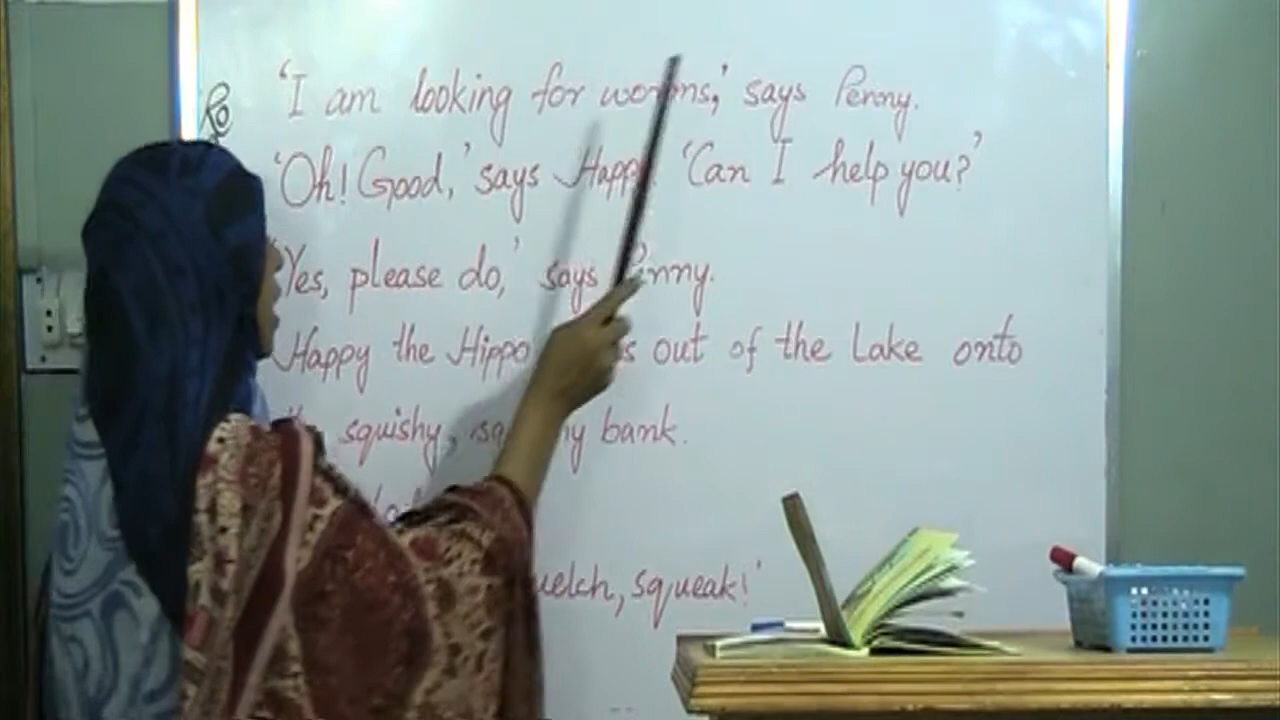 Ro
'I am looking for worms,' says Penny.
'Oh! Good,' says Happy. 'Can I help you?'
'Yes, please do,' says Penny.
Happy the Hippo out of the Lake onto
squishy, bank.
squeak!'